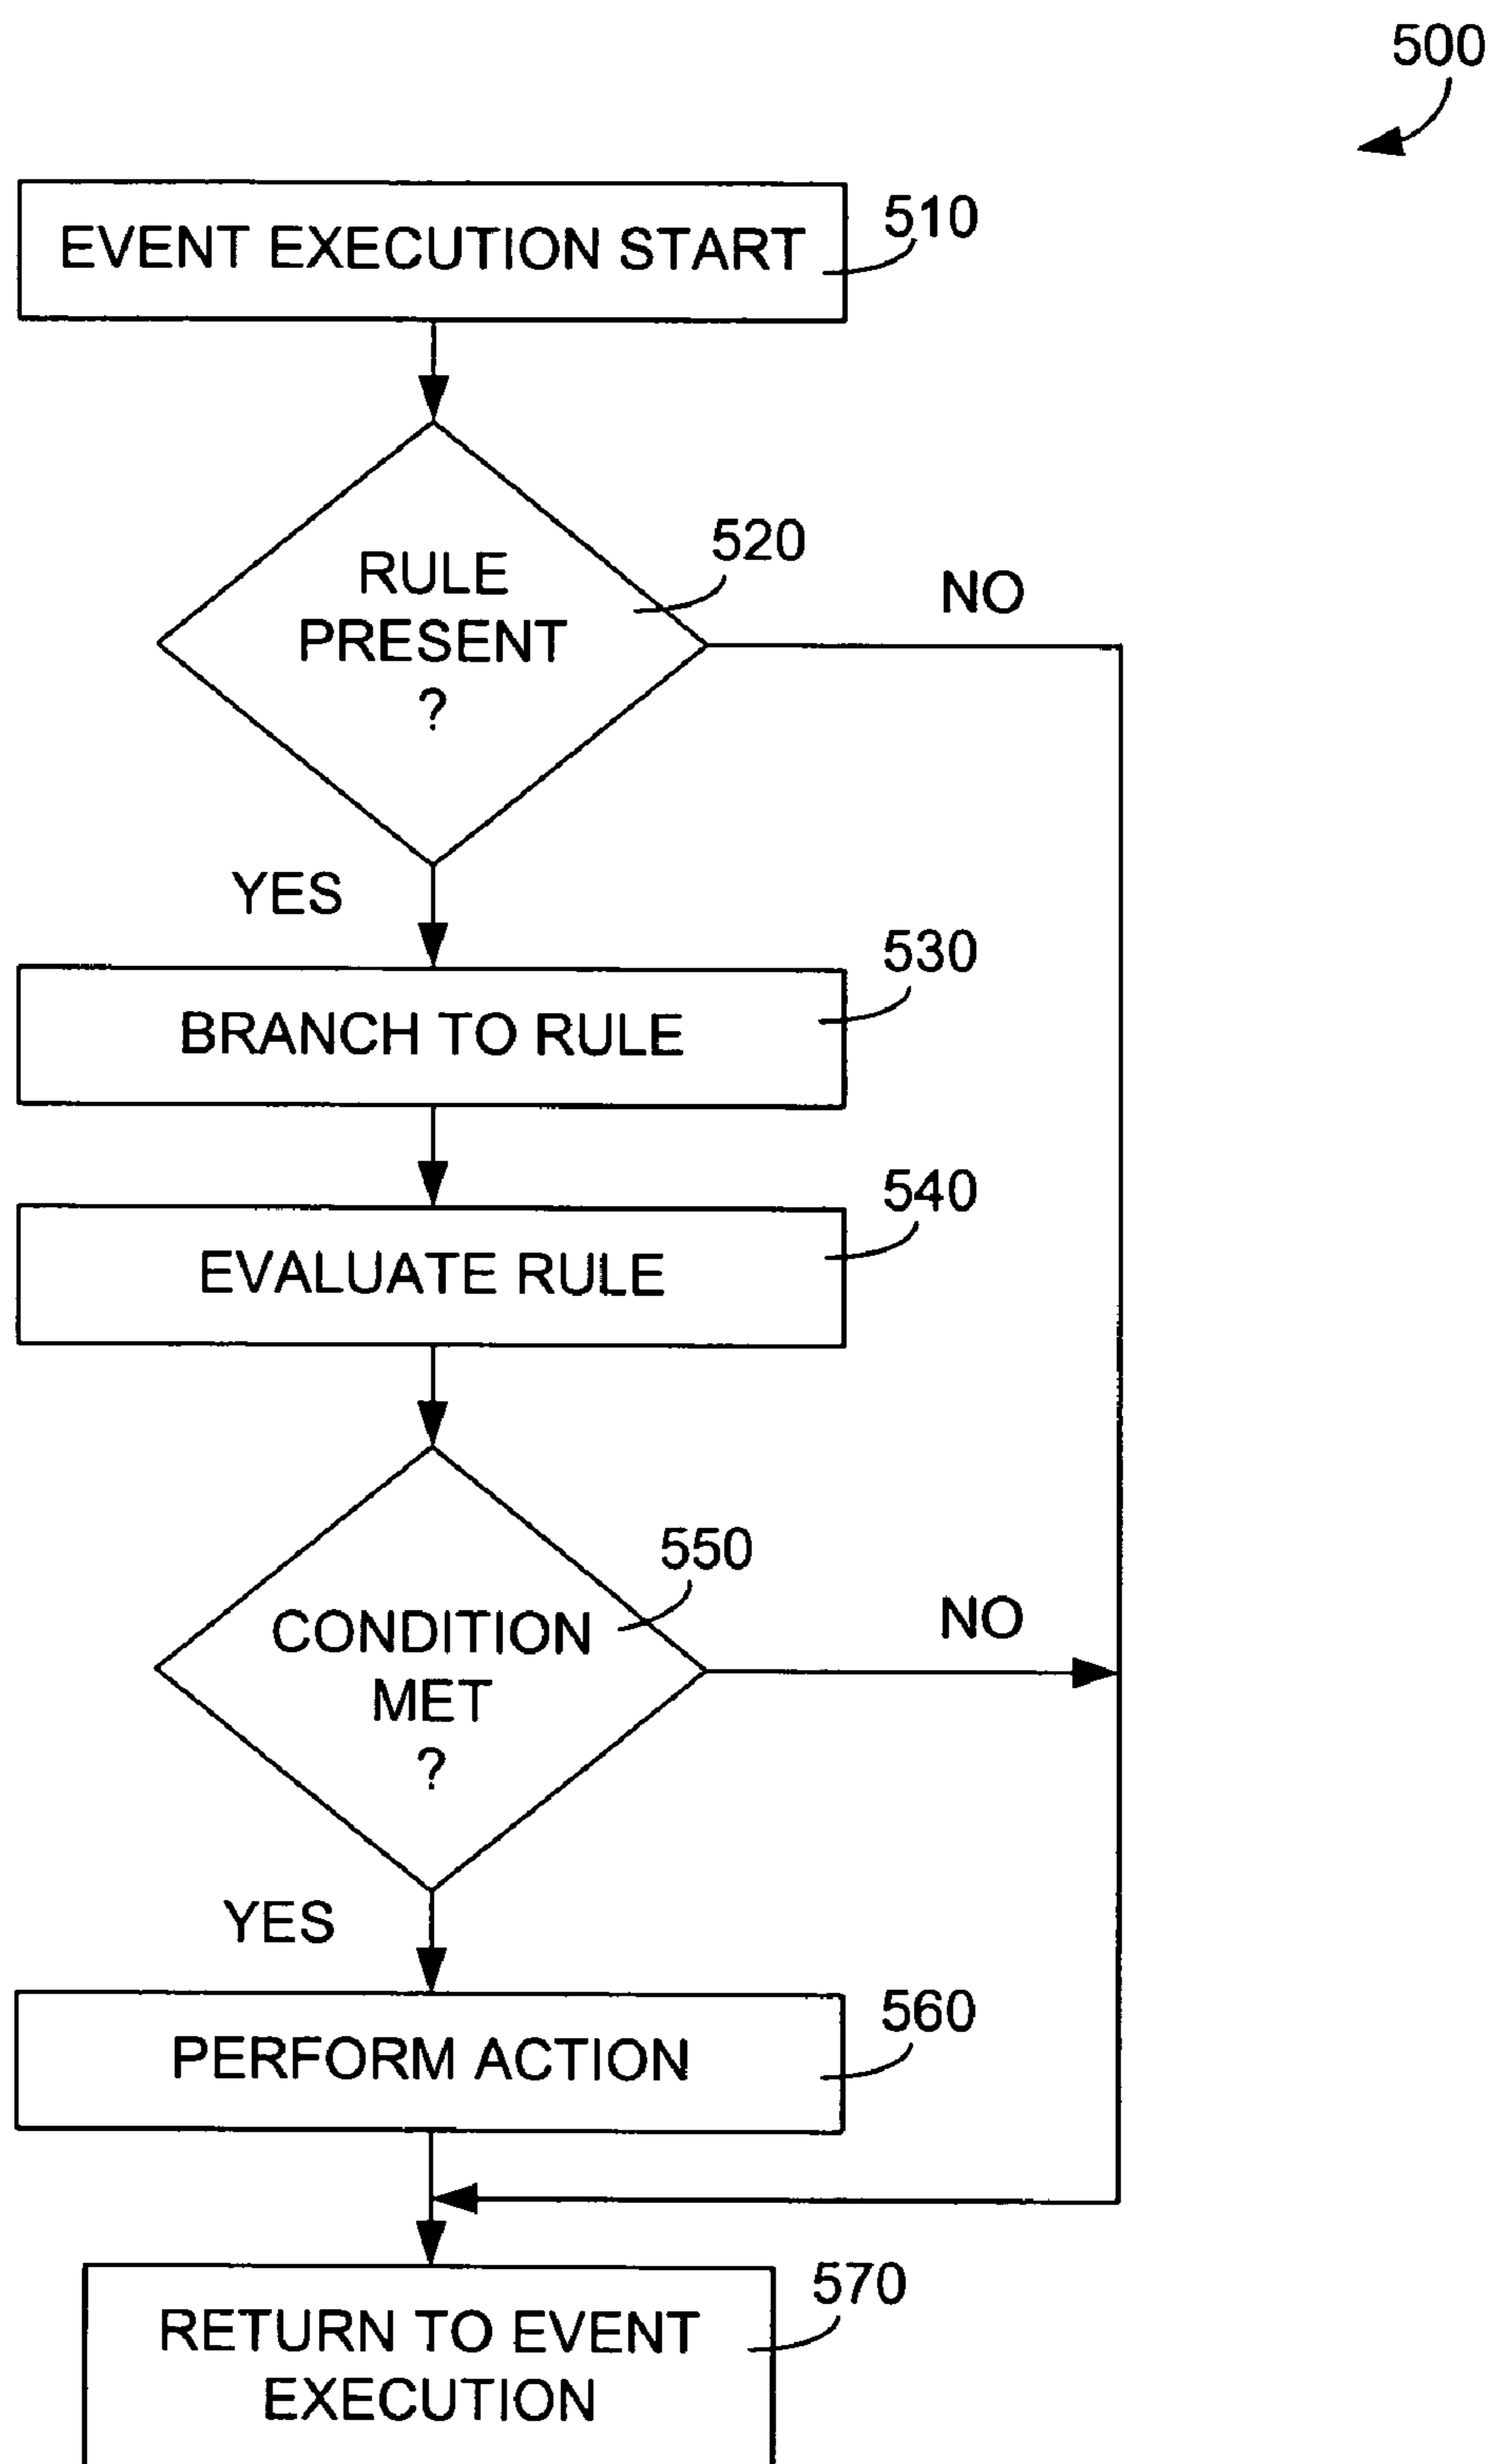 500
EVENT EXECUTION START
510
RULE
PRESENT
?
520
NO
YES
BRANCH TO RULE
530
EVALUATE RULE
540
CONDITION
MET
?
550
NO
YES
PERFORM ACTION
560
RETURN TO EVENT
EXECUTION
570